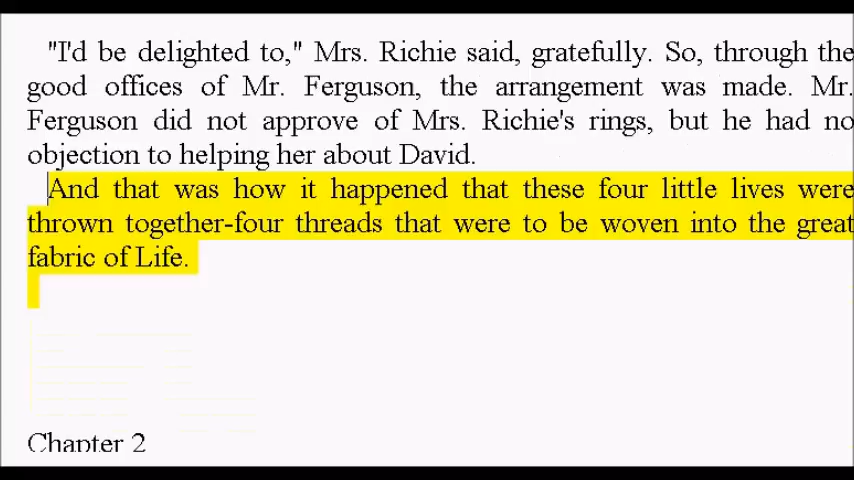 "I'd be delighted to," Mrs. Richie said, gratefully. So, through the
good offices of Mr. Ferguson, the arrangement was made. Mr.
Ferguson did not approve of Mrs. Richie's rings, but he had no
objection to helping her about David.
And that was how it happened that these four little lives were
thrown together-four threads that were to be woven into the great
fabric of Life.
Chapter 2